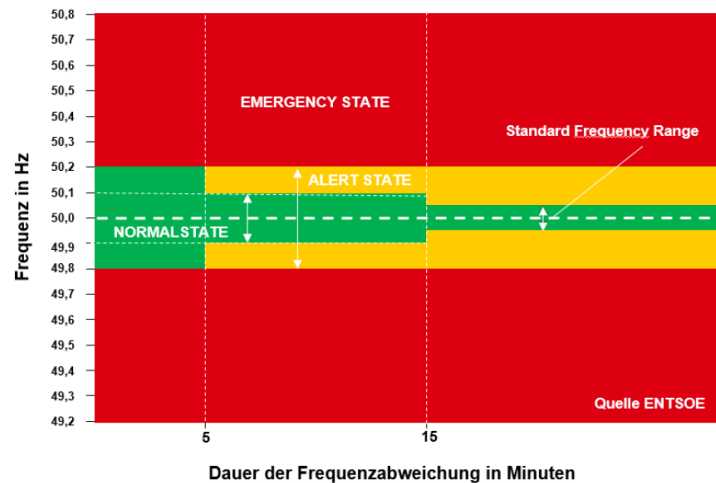 50,8
50,7
50,6
50,5
50,4
50,3
50,2
50,1
50,0
49,9
49,8
49,7
49,6
49,5
49,4
49,3
49,2
Frequenz in Hz
EMERGENCY STATE
Standard Frequency Range
ALERT STATE
NORMALSTATE
Quelle ENTSOE
5
15
Dauer der Frequenzabweichung in Minuten